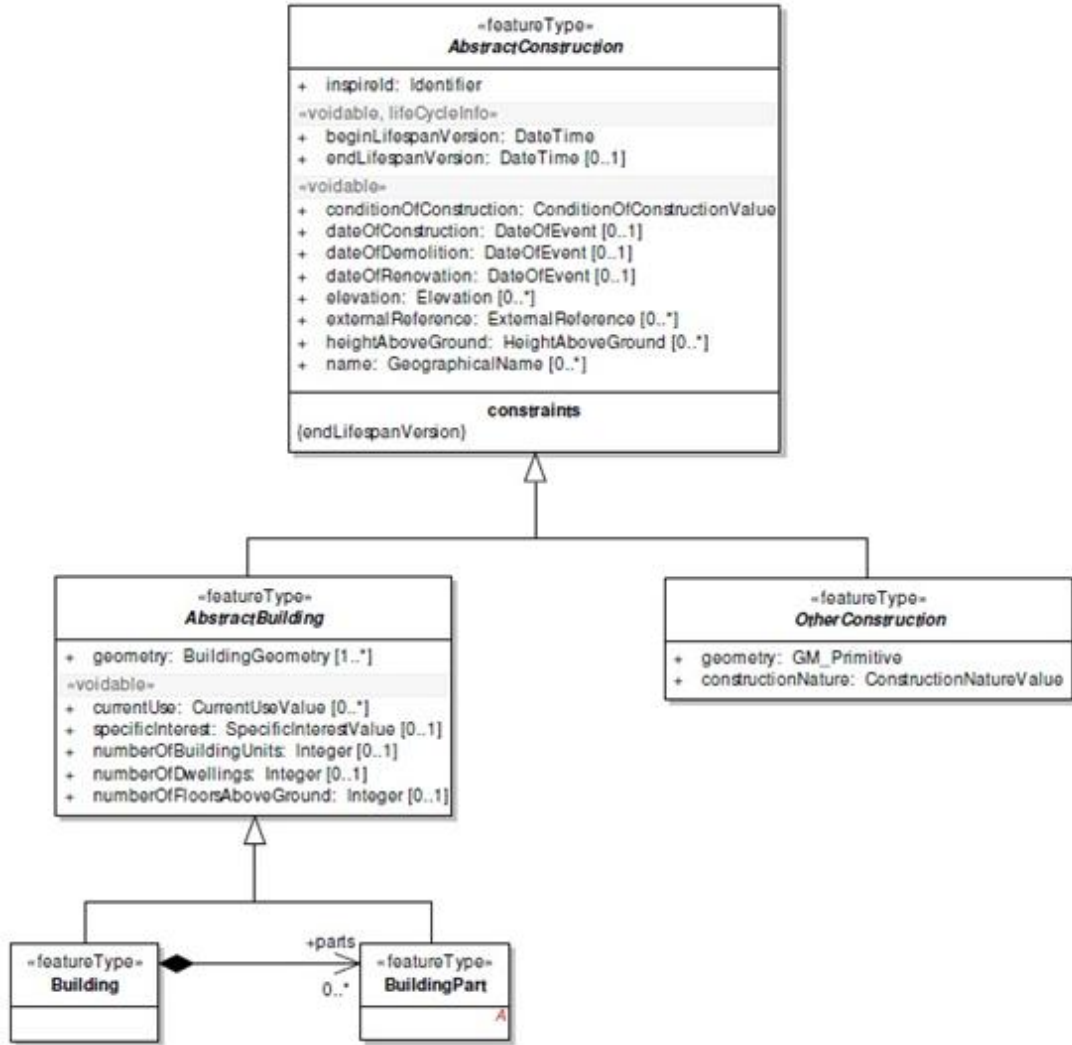 «featureType»
AbstractConstruction
+ inspireId: Identifier
«voidable, lifeCycleInfo»
+ beginLifespanVersion: DateTime
+ endLifespanVersion: DateTime [0..1]
«voidable»
+ conditionOfConstruction: ConditionOfConstructionValue
+ dateOfConstruction: DateOfEvent [0..1]
+ dateOfDemolition: DateOfEvent [0..1]
+ dateOfRenovation: DateOfEvent [0..1]
+ elevation: Elevation [0..*]
+ externalReference: ExternalReference [0..*]
+ heightAboveGround: HeightAboveGround [0..*]
+ name: GeographicalName [0..*]
constraints
{endLifespanVersion}
«featureType»
AbstractBuilding
+ geometry: BuildingGeometry [1..*]
«voidable»
+ currentUse: CurrentUseValue [0..*]
+ specificInterest: SpecificInterestValue [0..1]
+ numberOfBuildingUnits: Integer [0..1]
+ numberOfDwellings: Integer [0..1]
+ numberOfFloorsAboveGround: Integer [0..1]
«featureType»
OtherConstruction
+ geometry: GM_Primitive
+ constructionNature: ConstructionNatureValue
«featureType»
Building
+parts
0..*
«featureType»
BuildingPart
A